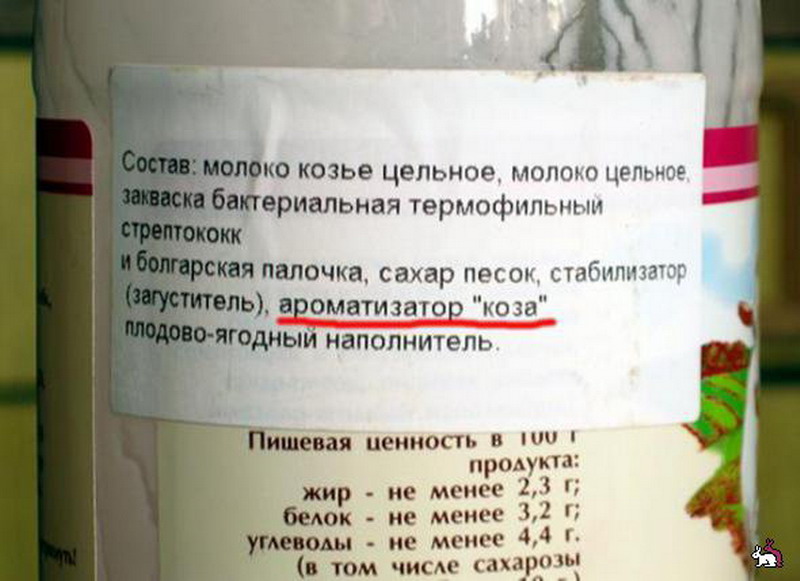 Состав: молоко козье цельное, молоко цельное,
закваска бактериальная термофильный
стрептококк
и болгарская палочка, сахар песок, стабилизатор
(загуститель), ароматизатор "коза"
плодово-ягодный наполнитель.
Пищевая ценность в 100 г
продукта:
жир - не менее 2,3 г;
белок - не менее 3,2 г;
углеводы - не менее 4,4 г.
(в том числе сахарозы